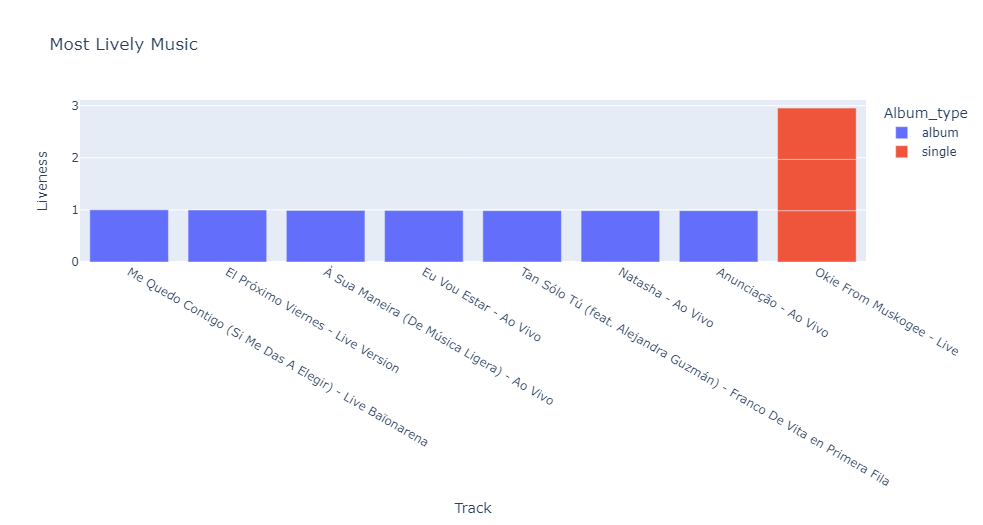 Most Lively Music
3
2
1
0
Liveness
Album_type
album
single
Me Quedo Contigo (Si Me Das A Elegir) - Live Baïonarena
El Próximo Viernes - Live Version
À Sua Maneira (De Música Ligera) - Ao Vivo
Eu Vou Estar - Ao Vivo
Tan Sólo Tú (feat. Alejandra Guzmán) - Franco De Vita en Primera Fila
Natasha - Ao Vivo
Anunciação - Ao Vivo
Okie From Muskogee - Live
Track